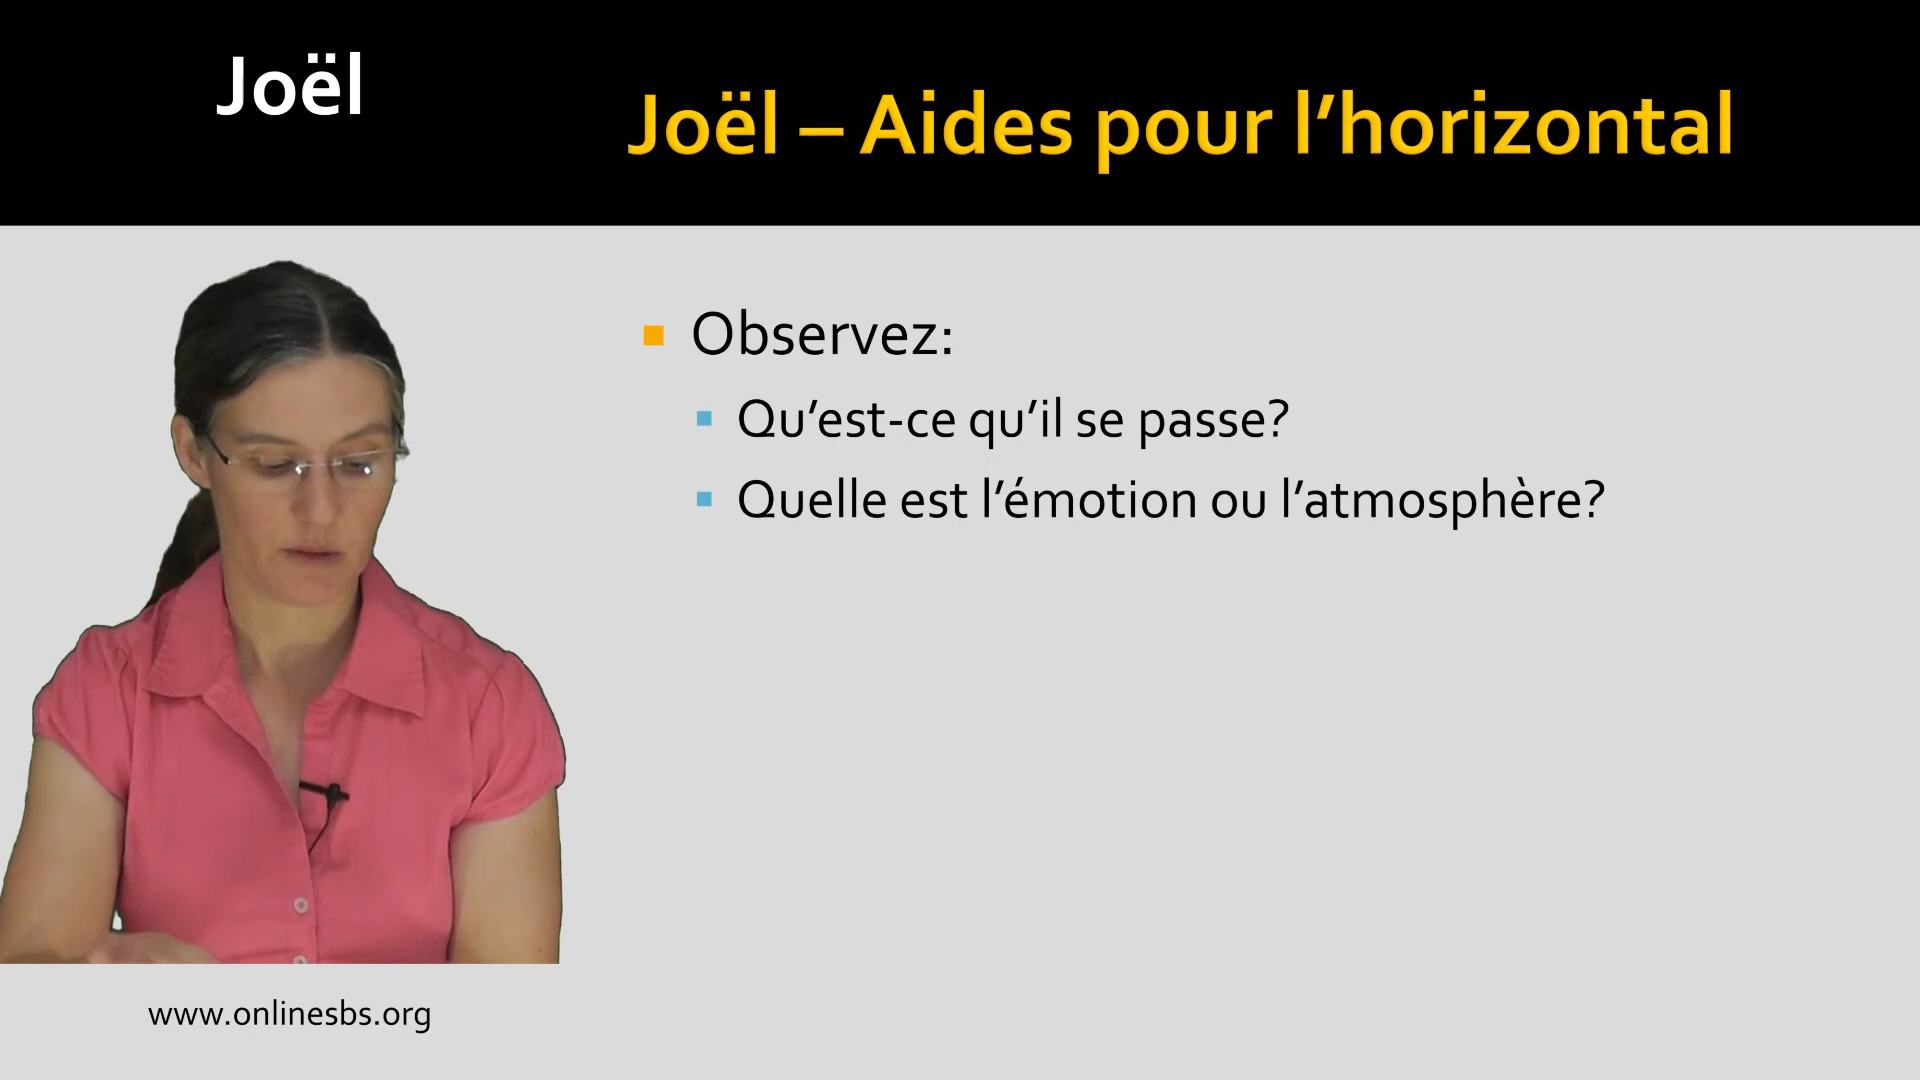 Joël
Joël – Aides pour l’horizontal
Observez:
Qu’est-ce qu’il se passe?
Quelle est l’émotion ou l’atmosphère?
www.onlinesbs.org